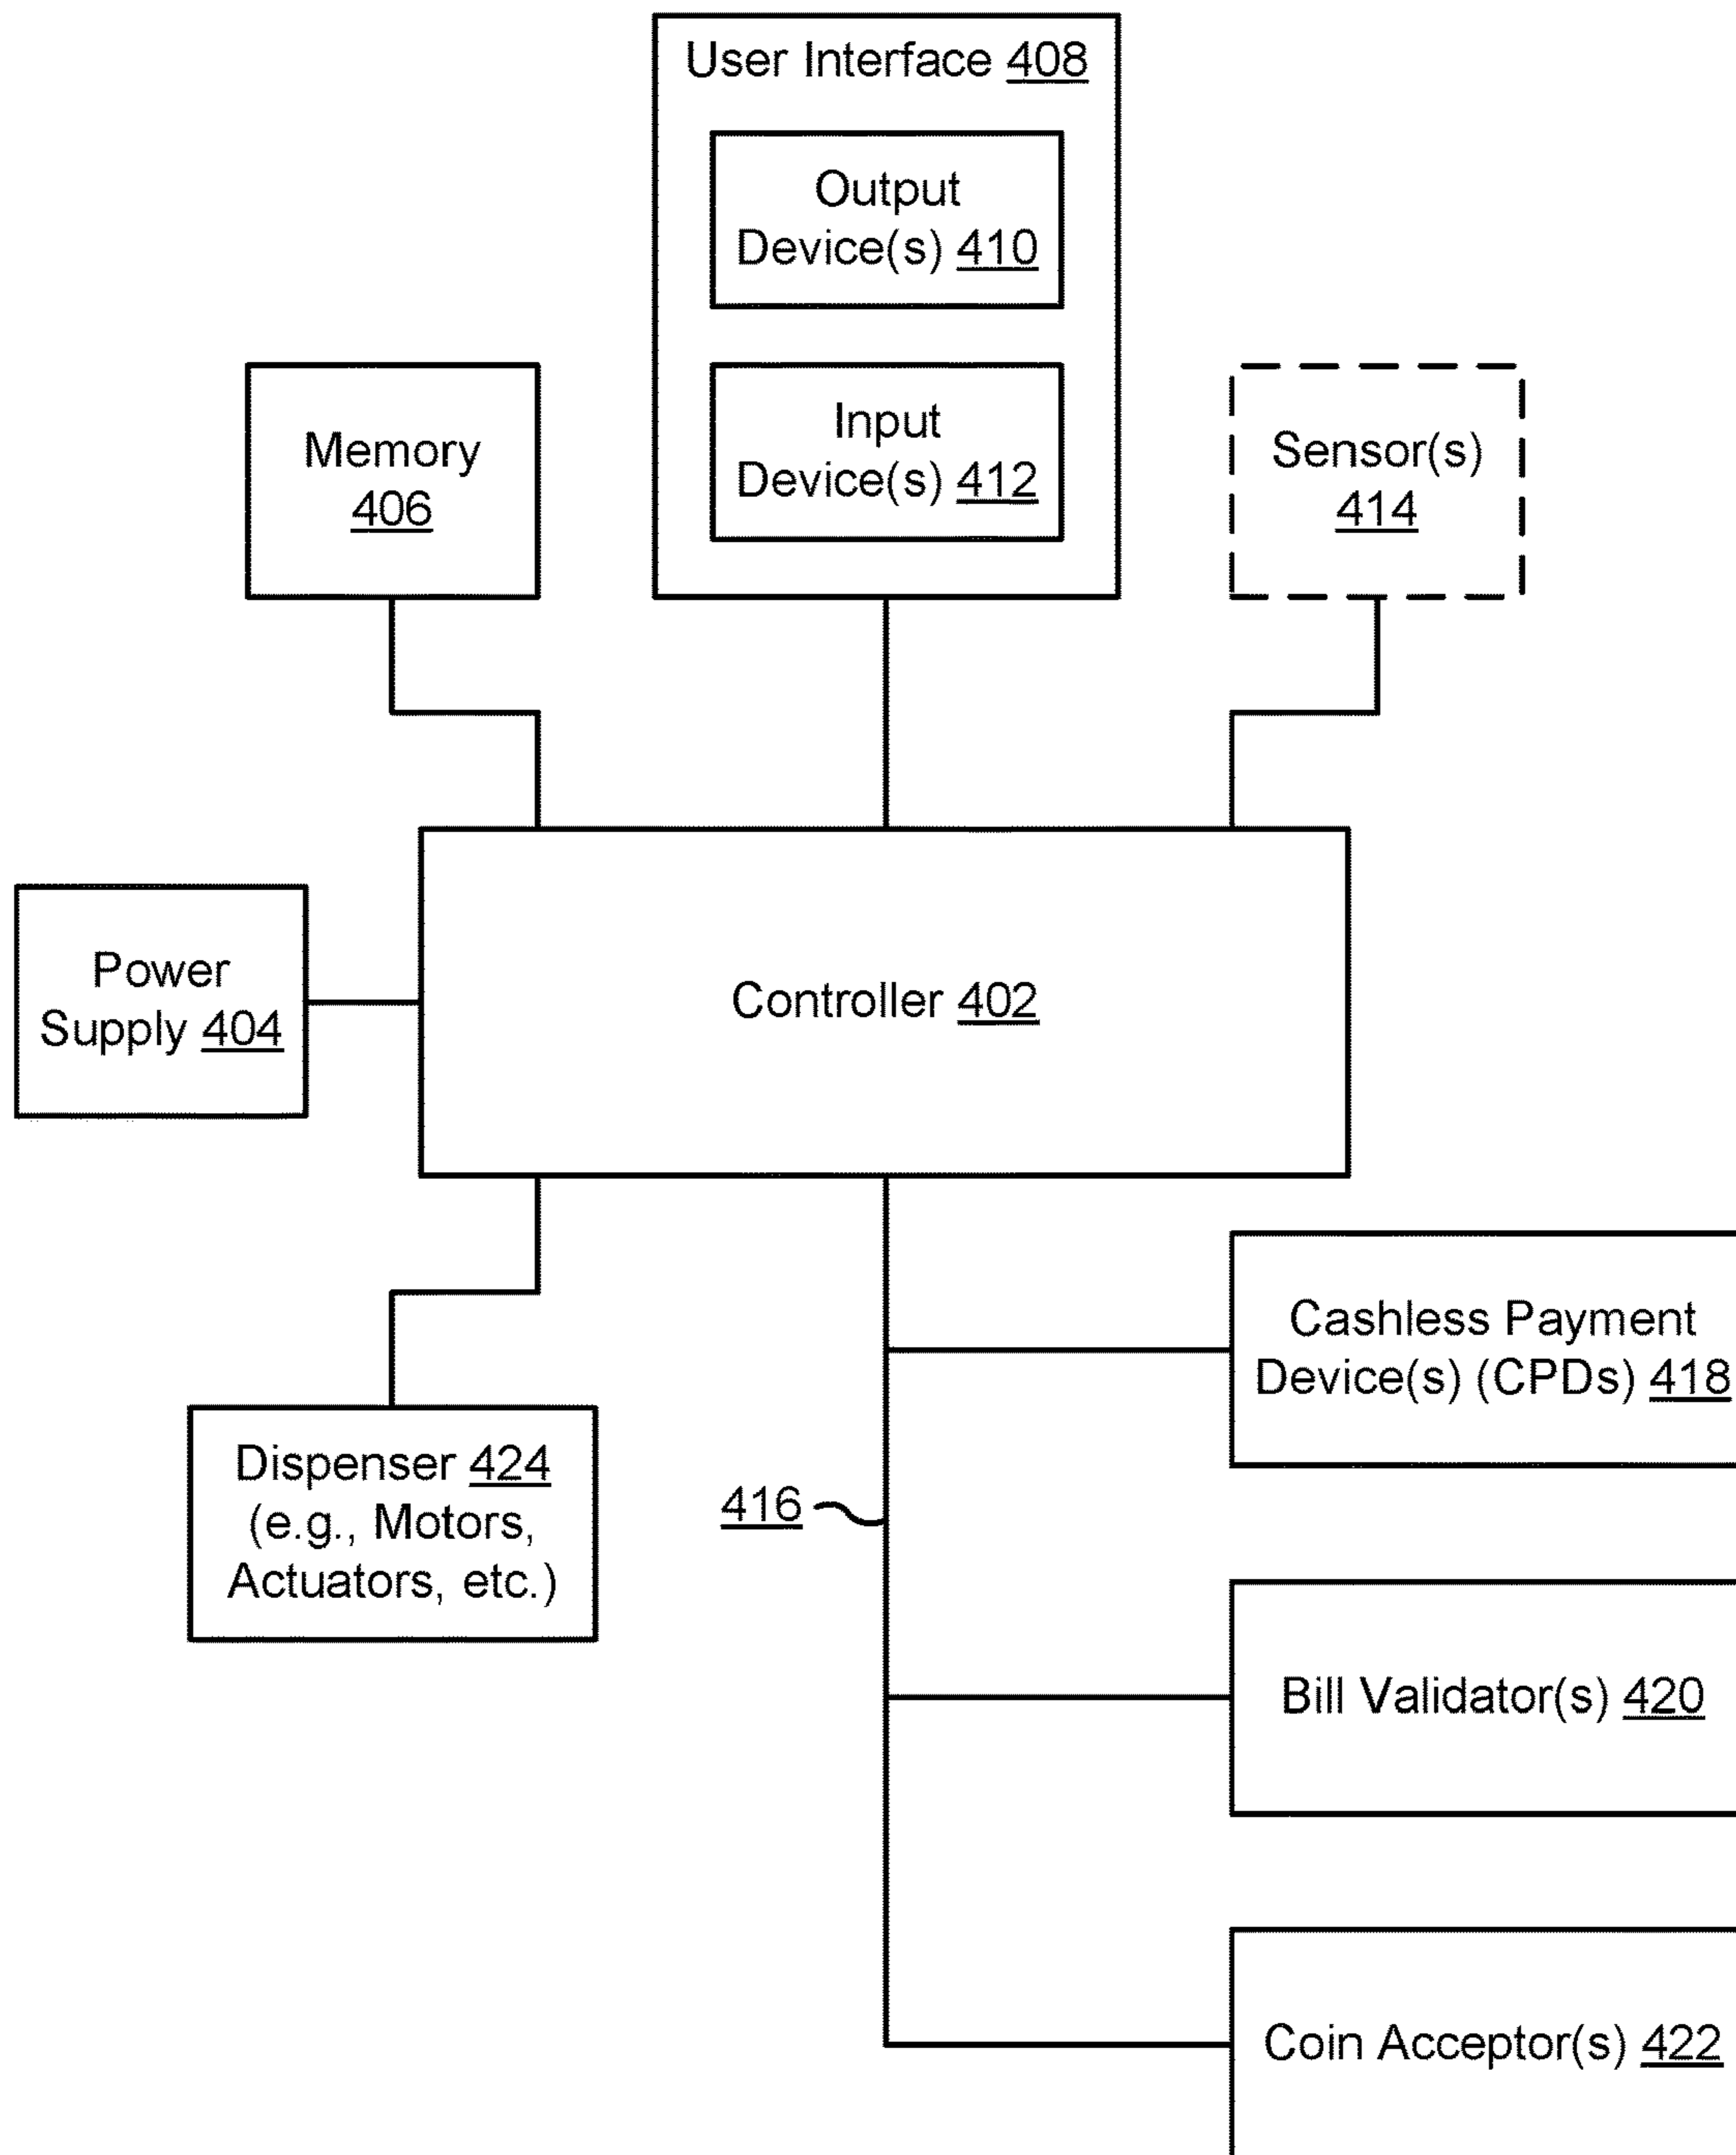 User Interface 408
Output
Device(s) 410
Input
Device(s) 412
Memory
406
Sensor(s)
414
Power
Supply 404
Controller 402
Dispenser 424
(e.g., Motors,
Actuators, etc.)
416
Cashless Payment
Device(s) (CPDs) 418
Bill Validator(s) 420
Coin Acceptor(s) 422